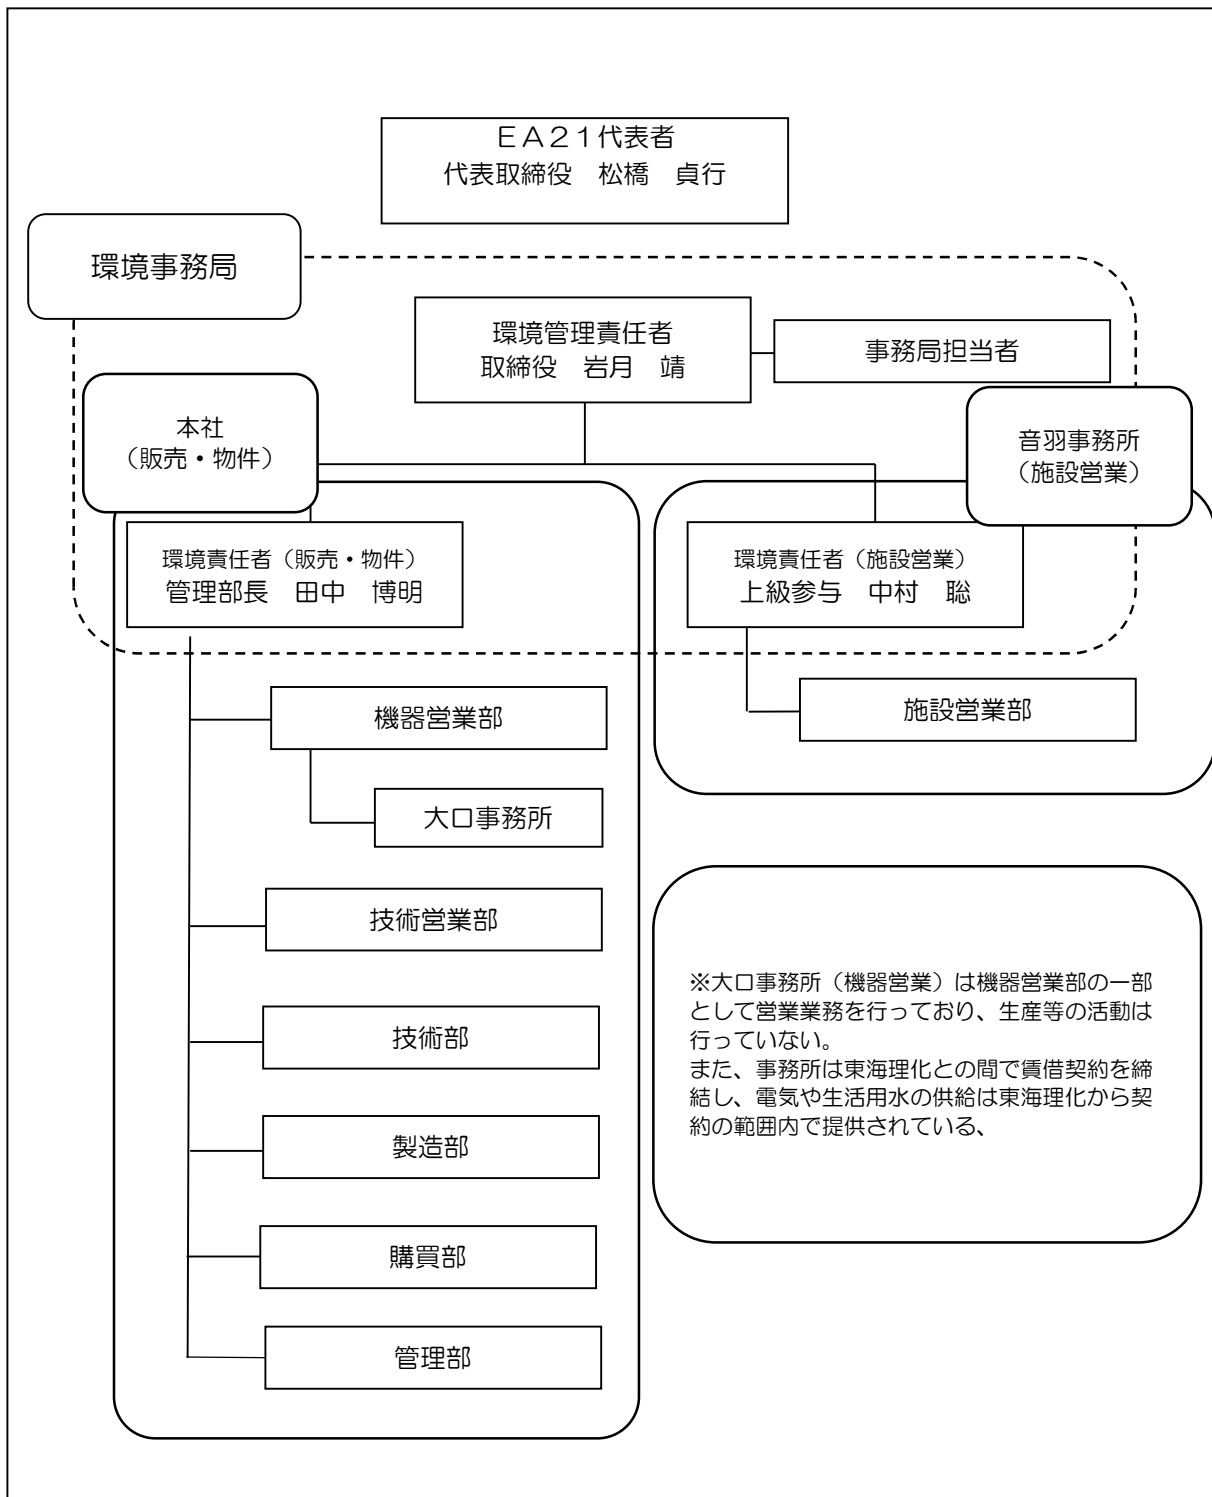 ＥＡ２１代表者
代表取締役　松橋　貞行
環境事務局
環境管理責任者
取締役　岩月　靖
事務局担当者
本社
（販売・物件）
音羽事務所
（施設営業）
環境責任者（販売・物件）
管理部長　田中　博明
環境責任者（施設営業）
上級参与　中村　聡
機器営業部
施設営業部
大口事務所
技術営業部
技術部
製造部
購買部
管理部
※大口事務所（機器営業）は機器営業部の一部
として営業業務を行っており、生産等の活動は
行っていない。
また、事務所は東海理化との間で賃借契約を締
結し、電気や生活用水の供給は東海理化から契
約の範囲内で提供されている、